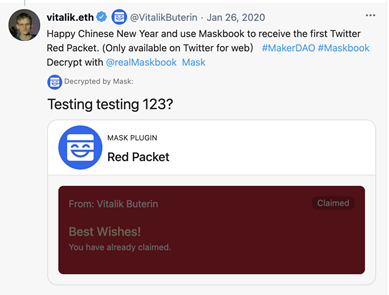 vitalik.eth @VitalikButerin · Jan 26, 2020
Happy Chinese New Year and use Maskbook to receive the first Twitter
Red Packet. (Only available on Twitter for web) #MakerDAO #Maskbook
Decrypt with @realMaskbook Mask
Decrypted by Mask:
Testing testing 123?
MASK PLUGIN
Red Packet
From: Vitalik Buterin
Claimed
Best Wishes!
You have already claimed.